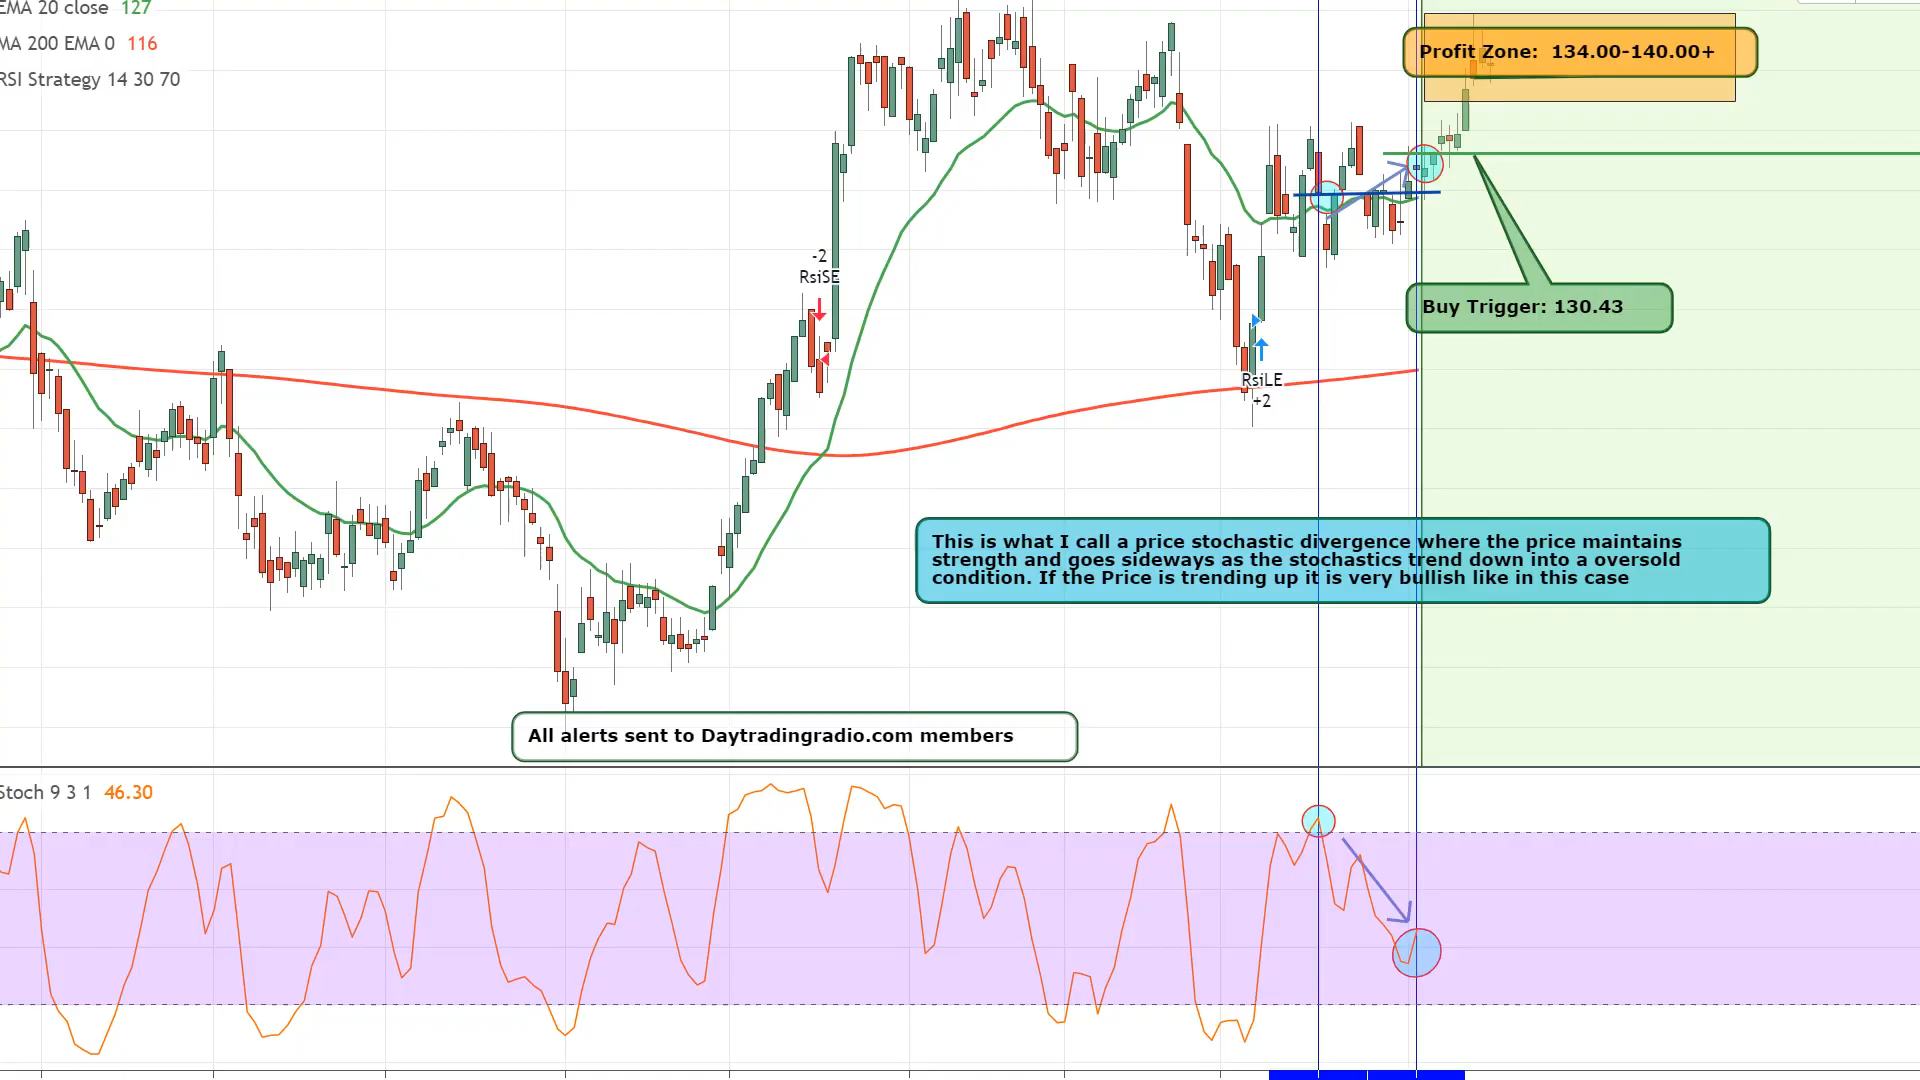 EMA 20 close 127
MA 200 EMA 0 116
RSI Strategy 14 30 70
Profit Zone: 134.00-140.00+
-2
RsiSE
Buy Trigger: 130.43
RsiLE
+2
This is what I call a price stochastic divergence where the price maintains
strength and goes sideways as the stochastics trend down into a oversold
condition. If the Price is trending up it is very bullish like in this case
All alerts sent to Daytradingradio.com members
Stoch 9 3 1 46.30